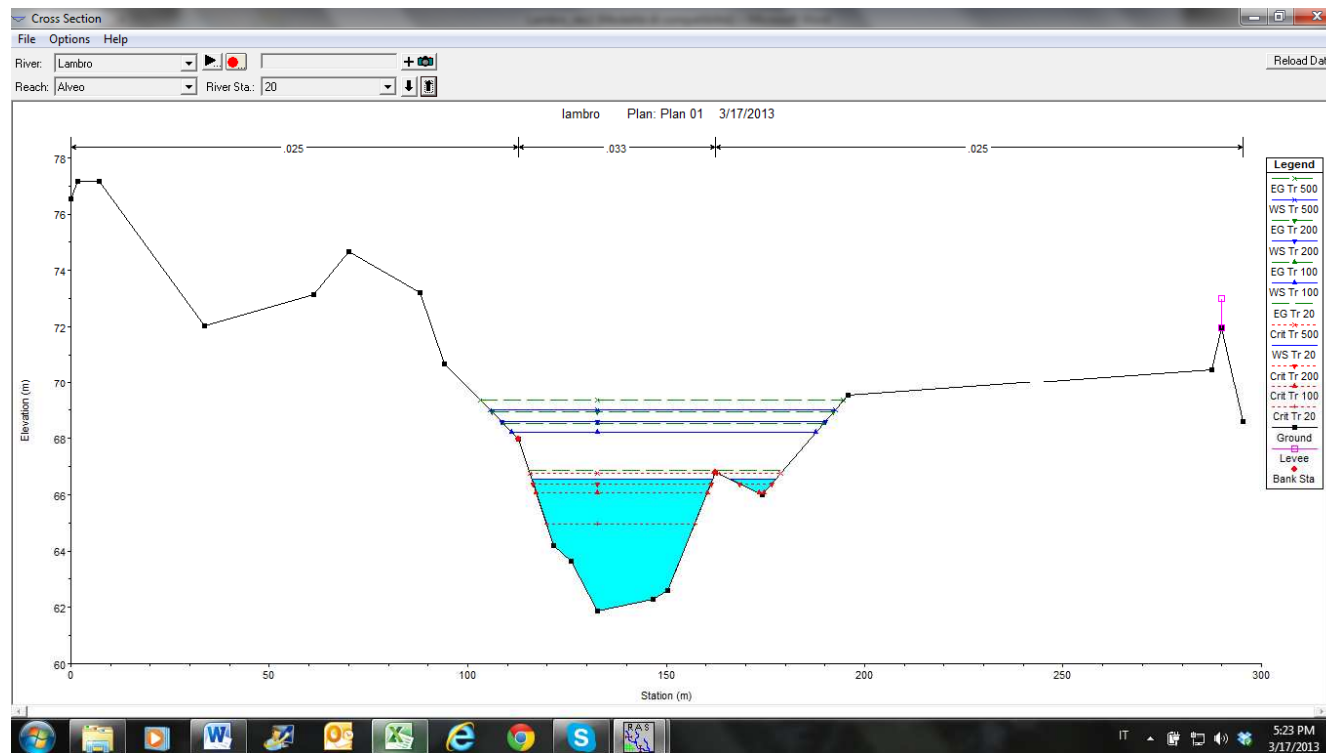 Cross Section
File Options Help
River: Lambro
Reload Dat
Reach: Alveo River Sta.: 20
lambro Plan: Plan 01 3/17/2013
.025 .033 .025
78
76
74
72
70
68
66
64
62
60
Elevation (m)
0 50 100 150 200 250 300
Station (m)
Legend
EG Tr 500
WS Tr 500
EG Tr 200
WS Tr 200
EG Tr 100
WS Tr 100
EG Tr 20
Crit Tr 500
WS Tr 20
Crit Tr 200
Crit Tr 100
Crit Tr 20
Ground
Levee
Bank Sta
RAS
IT
5:23 PM
3/17/2013